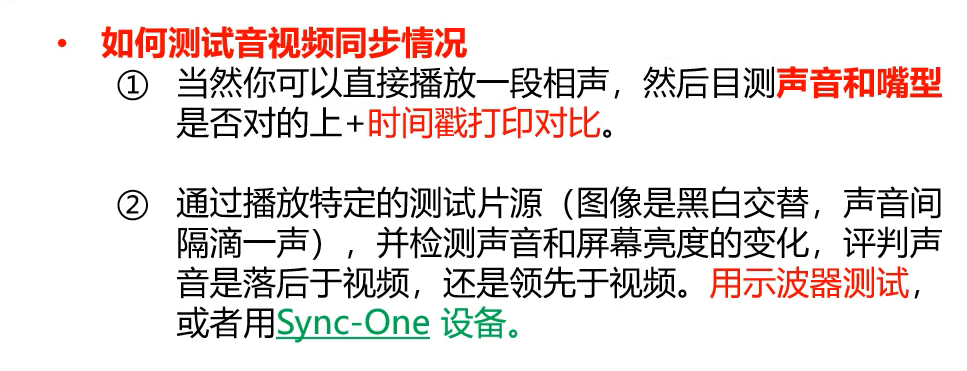 • 如何测试音视频同步情况
① 当然你可以直接播放一段相声，然后目测声音和嘴型
是否对的上+时间戳打印对比。
② 通过播放特定的测试片源（图像是黑白交替，声音间
隔滴一声），并检测声音和屏幕亮度的变化，评判声
音是落后于视频，还是领先于视频。用示波器测试，
或者用Sync-One 设备。